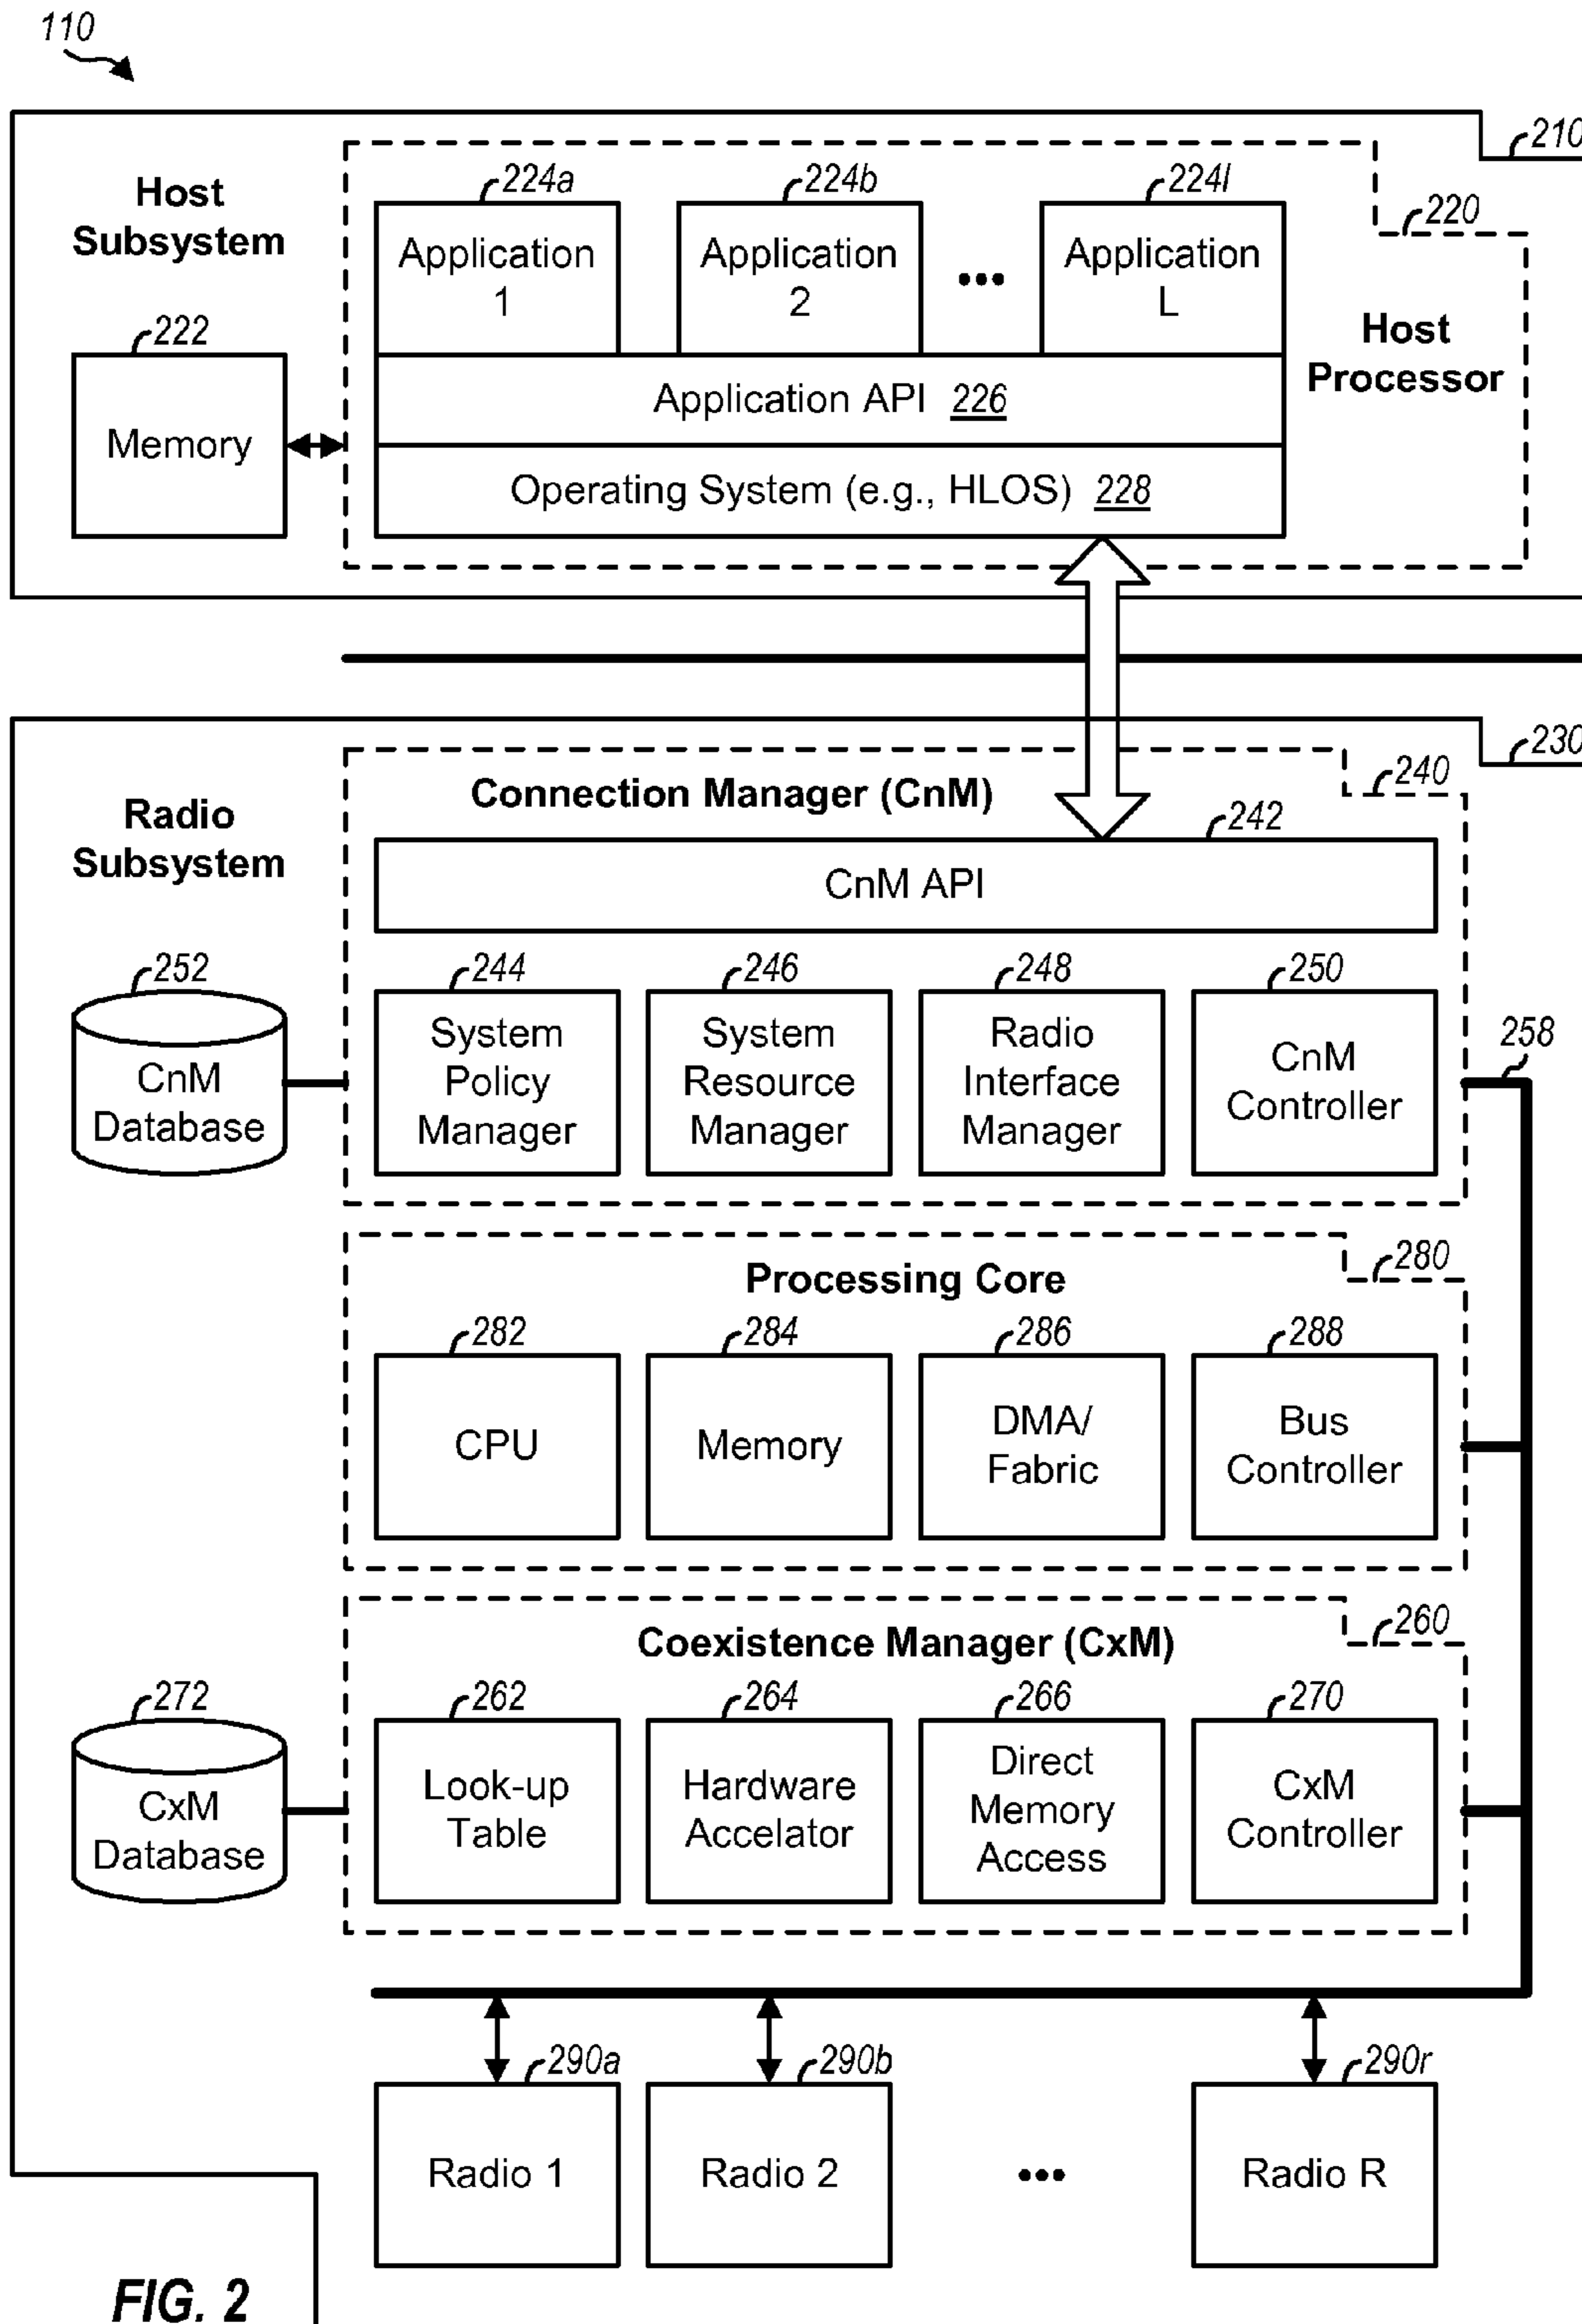 110
210
Host
Subsystem
224a
224b
224l
220
Application
1
Application
2
•••
Application
L
Host
Processor
222
Memory
Application API 226
Operating System (e.g., HLOS) 228
230
Radio
Subsystem
Connection Manager (CnM)
240
242
CnM API
252
CnM
Database
244
System
Policy
Manager
246
System
Resource
Manager
248
Radio
Interface
Manager
250
CnM
Controller
258
Processing Core
280
282
CPU
284
Memory
286
DMA/
Fabric
288
Bus
Controller
Coexistence Manager (CxM)
260
272
CxM
Database
262
Look-up
Table
264
Hardware
Accelator
266
Direct
Memory
Access
270
CxM
Controller
290a
Radio 1
290b
Radio 2
•••
290r
Radio R
FIG. 2